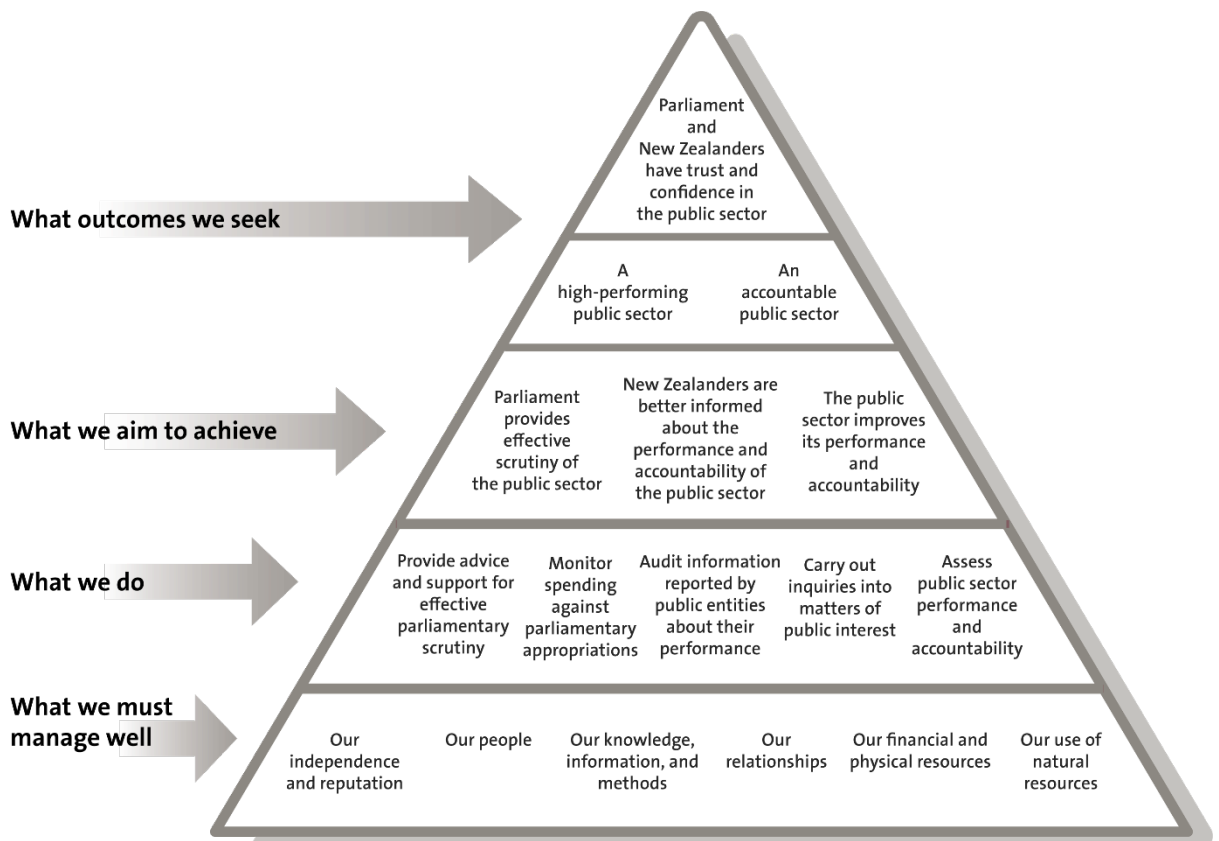 Parliament
and
New Zealanders
have trust and
confidence in
the public sector
What outcomes we seek
A
high-performing
public sector
An
accountable
public sector
What we aim to achieve
Parliament
provides
effective
scrutiny of
the public sector
New Zealanders are
better informed
about the
performance and
accountability of
the public sector
The public
sector improves
its performance
and
accountability
What we do
Provide advice
and support for
effective
parliamentary
scrutiny
Monitor
spending
against
parliamentary
appropriations
Audit information
reported by
public entities
about their
performance
Carry out
inquiries into
matters of
public interest
Assess
public sector
performance
and
accountability
What we must
manage well
Our
independence
and reputation
Our people
Our knowledge,
information, and
methods
Our
relationships
Our financial and
physical resources
Our use of
natural
resources